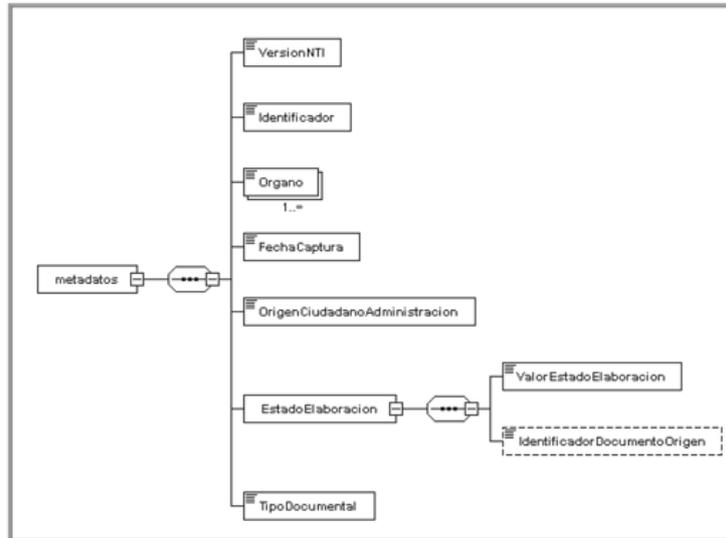 VersionNTI
Identificador
Organo
1..∞
FechaCaptura
metadatos
OrigenCiudadanoAdministracion
ValorEstadoElaboracion
EstadoElaboracion
IdentificadorDocumentoOrigen
TipoDocumental